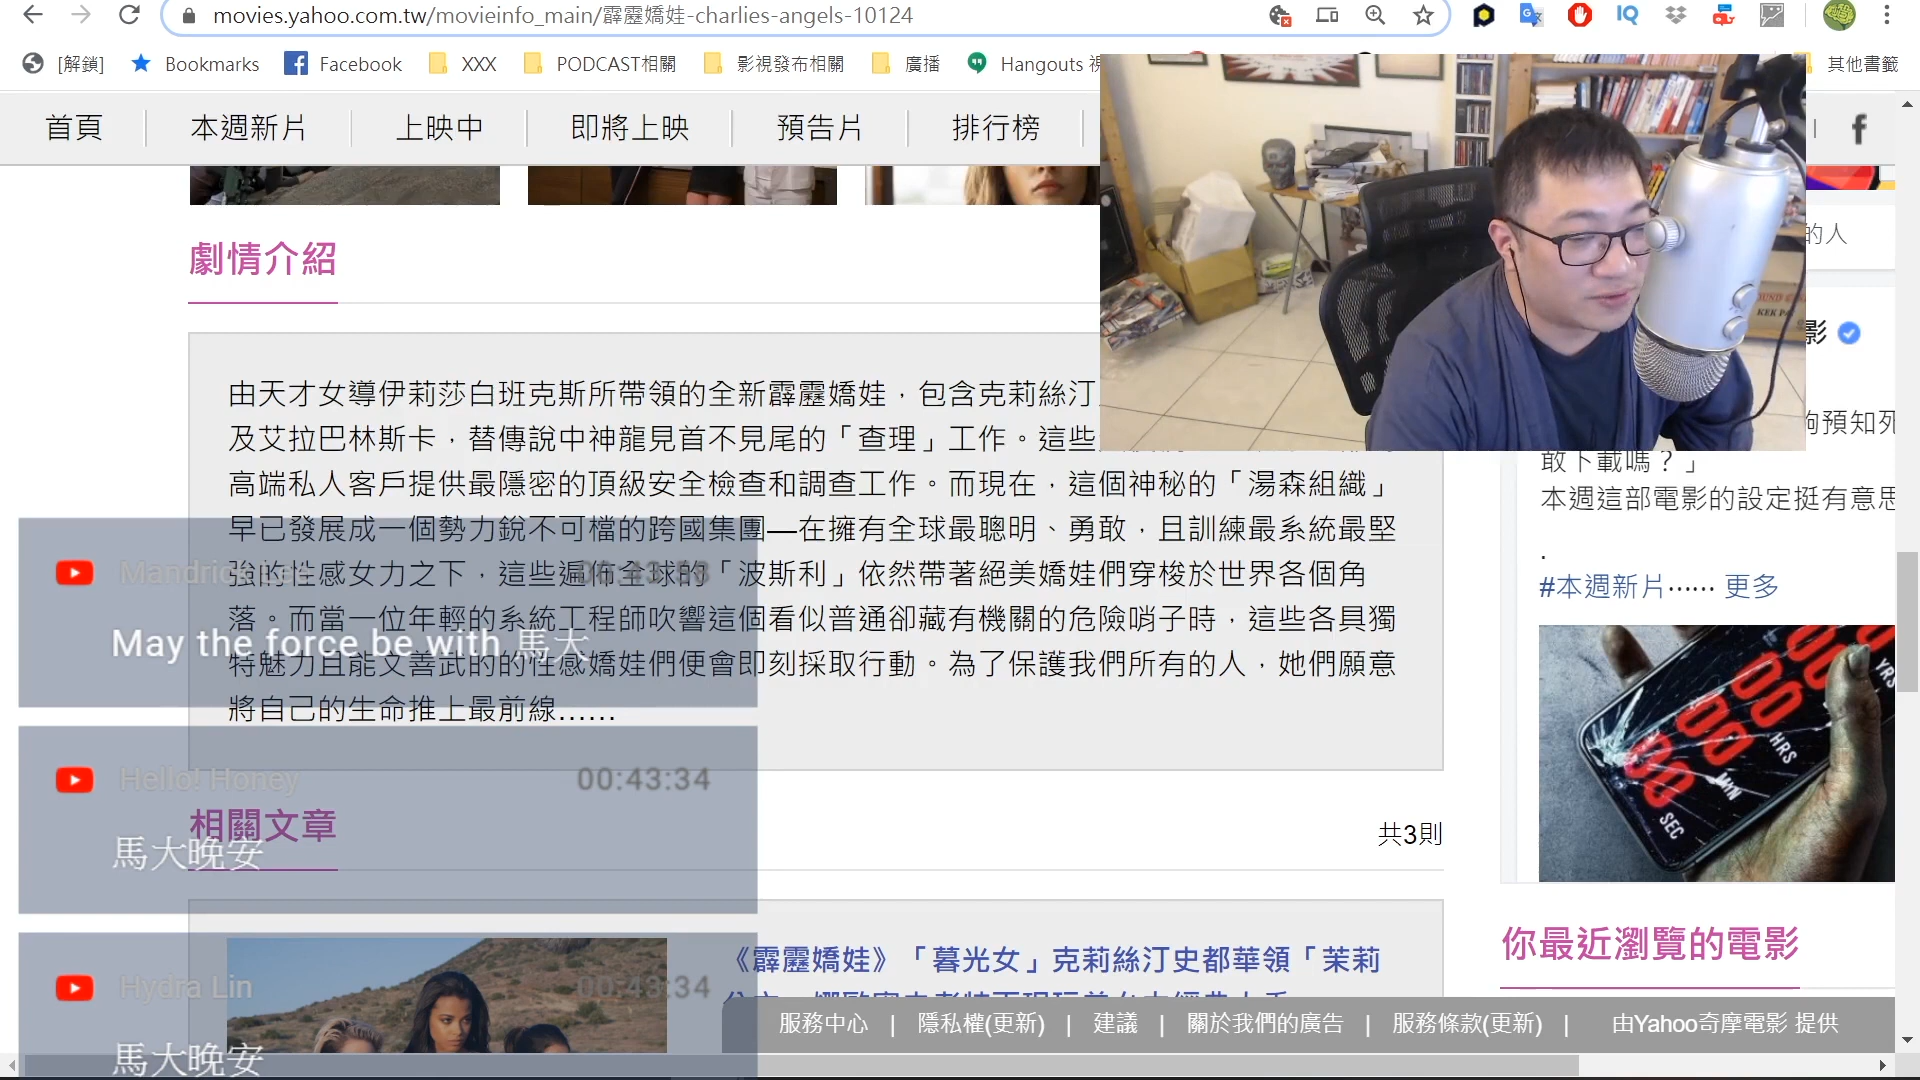 movies.yahoo.com.tw/movieinfo_main/霹靂嬌娃-charlies-angels-10124
[解鎖] Bookmarks Facebook XXX PODCAST相關 影視發布相關 廣播 Hangouts 其他書籤
首頁 本週新片 上映中 即將上映 預告片 排行榜
劇情介紹
由天才女導伊莉莎白班克斯所帶領的全新霹靂嬌娃，包含克莉絲汀
及艾拉巴林斯卡，替傳說中神龍見首不見尾的「查理」工作。這些
高端私人客戶提供最隱密的頂級安全檢查和調查工作。而現在，這個神秘的「湯森組織」
早已發展成一個勢力銳不可檔的跨國集團—在擁有全球最聰明、勇敢，且訓練最系統最堅
強的性感女力之下，這些遍佈全球的「波斯利」依然帶著絕美嬌娃們穿梭於世界各個角
落。而當一位年輕的系統工程師吹響這個看似普通卻藏有機關的危險哨子時，這些各具獨
特魅力且能文善武的的性感嬌娃們便會即刻採取行動。為了保護我們所有的人，她們願意
將自己的生命推上最前線……
May the force be with 馬大
Hello! Honey 00:43:34
馬大晚安
Hydra Lin 00:43:34
馬大晚安
相關文章
共3則
《霹靂嬌娃》「暮光女」克莉絲汀史都華領「茉莉
的人
影
夠預知死
敢下載嗎？」
本週這部電影的設定挺有意思
.
#本週新片…… 更多
YRS
00
HRS
00
MIN
00
SEC
你最近瀏覽的電影
服務中心 | 隱私權(更新) | 建議 | 關於我們的廣告 | 服務條款(更新) | 由Yahoo奇摩電影 提供